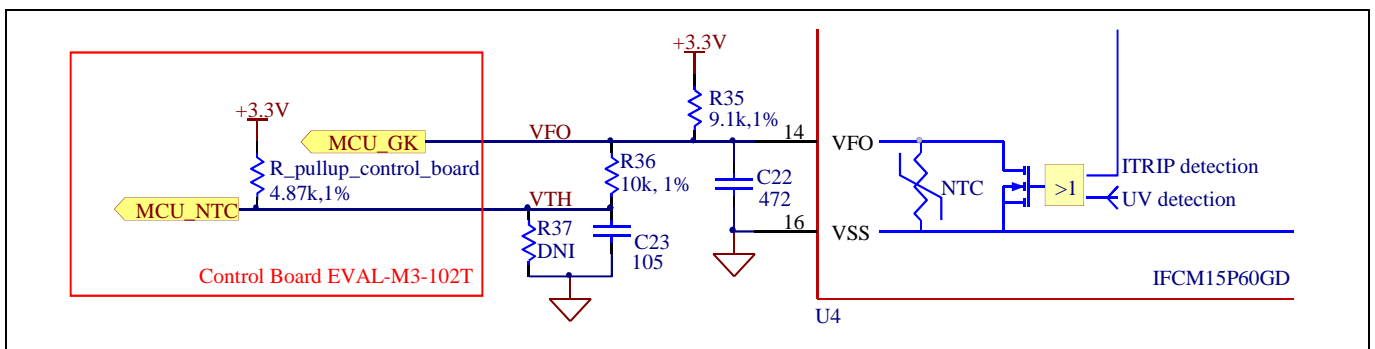 +3.3V
R35
9.1k,1%
+3.3V
MCU_GK
VFO
14
VFO
R_pullup_control_board
4.87k,1%
R36
10k, 1%
C22
472
NTC
>1
ITRIP detection
UV detection
MCU_NTC
VTH
R37
DNI
C23
105
16
VSS
Control Board EVAL-M3-102T
IFCM15P60GD
U4